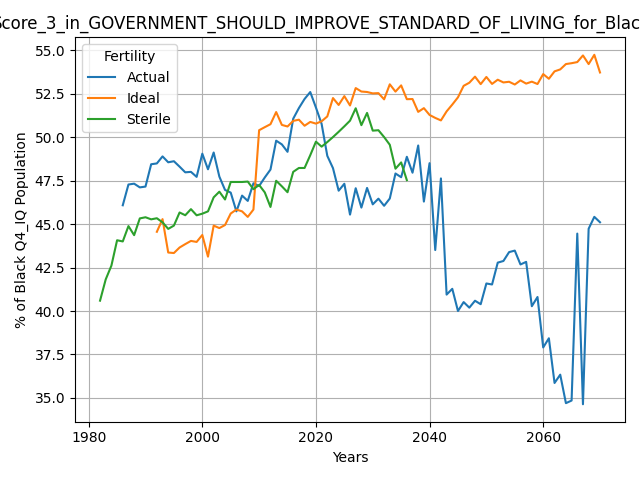 Score_3_in_GOVERNMENT_SHOULD_IMPROVE_STANDARD_OF_LIVING_for_Blac
55.0
52.5
50.0
47.5
45.0
42.5
40.0
37.5
35.0
% of Black Q4_IQ Population
Fertility
Actual
Ideal
Sterile
1980
2000
2020
2040
2060
Years